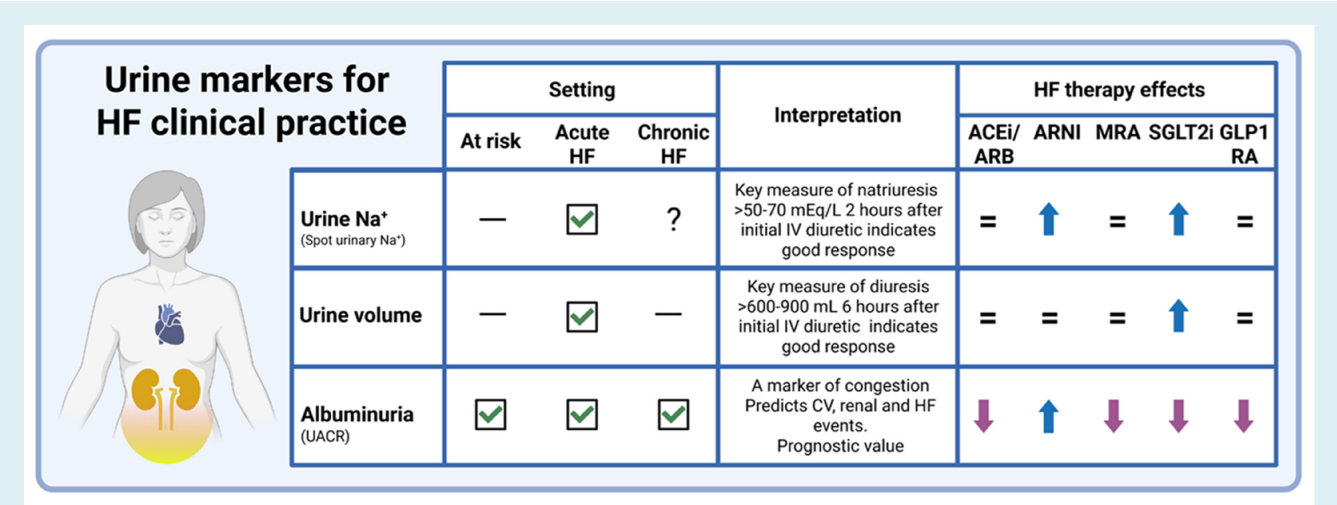 Urine markers for
HF clinical practice
Setting
Interpretation
HF therapy effects
At risk
Acute
HF
Chronic
HF
ACEi/
ARB
ARNI
MRA
SGLT2i
GLP1
RA
Urine Na⁺
(Spot urinary Na⁺)
—
?
Key measure of natriuresis
>50-70 mEq/L 2 hours after
initial IV diuretic indicates
good response
=
=
=
Urine volume
—
—
Key measure of diuresis
>600-900 mL 6 hours after
initial IV diuretic indicates
good response
=
=
=
=
Albuminuria
(UACR)
A marker of congestion
Predicts CV, renal and HF
events.
Prognostic value